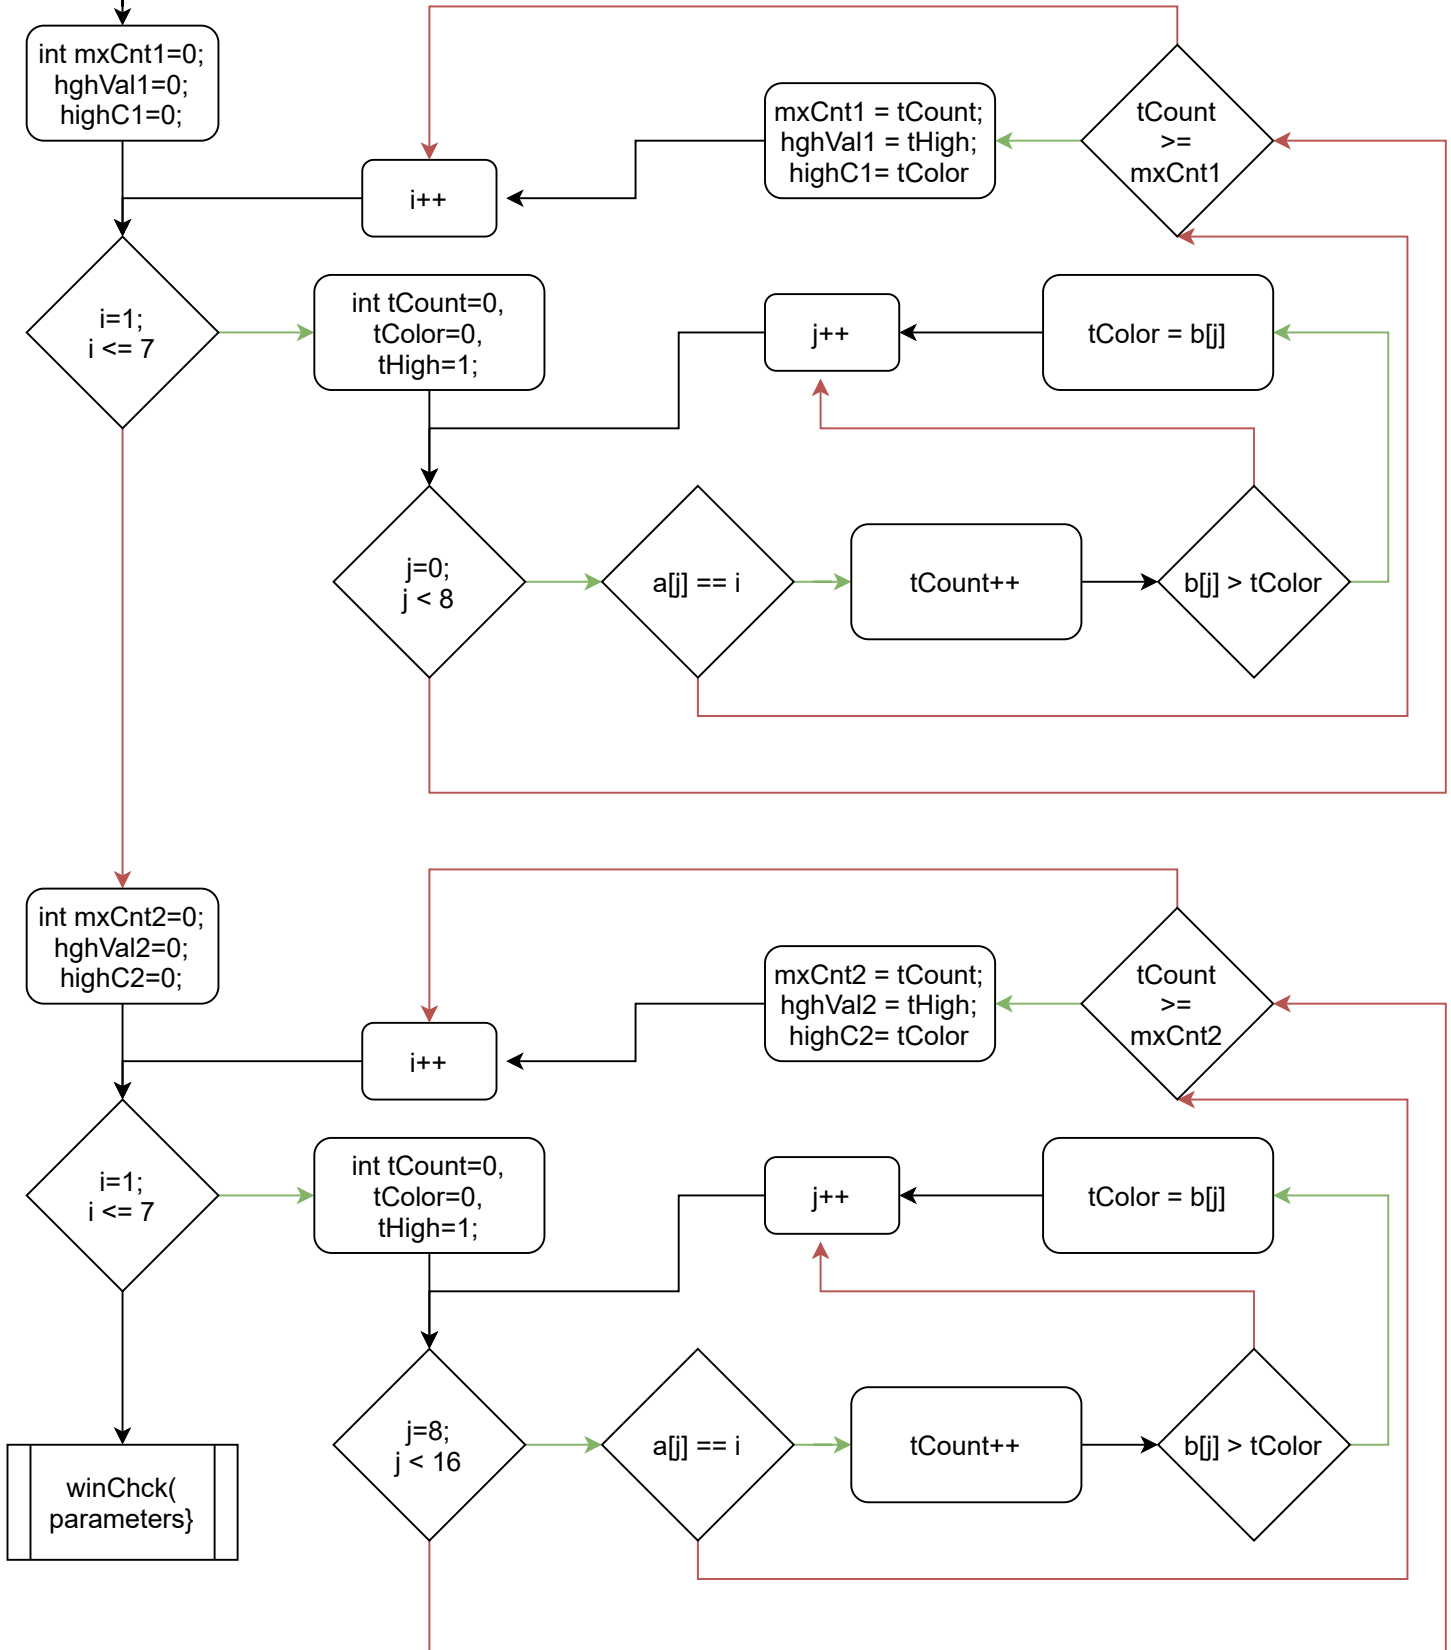 int mxCnt1=0;
hghVal1=0;
highC1=0;
tCount
>=
mxCnt1
mxCnt1 = tCount;
hghVal1 = tHigh;
highC1= tColor
i++
i=1;
i <= 7
int tCount=0,
tColor=0,
tHigh=1;
j++
tColor = b[j]
j=0;
j < 8
a[j] == i
tCount++
b[j] > tColor
int mxCnt2=0;
hghVal2=0;
highC2=0;
tCount
>=
mxCnt2
mxCnt2 = tCount;
hghVal2 = tHigh;
highC2= tColor
i++
i=1;
i <= 7
int tCount=0,
tColor=0,
tHigh=1;
j++
tColor = b[j]
j=8;
j < 16
a[j] == i
tCount++
b[j] > tColor
winChck(
parameters}